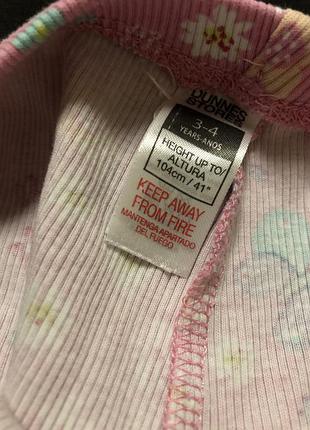 DUNNES
STORES
3-4
YEARS-ANOS
HEIGHT UP TO/
ALTURA
104cm / 41"
KEEP AWAY
FROM FIRE
MANTENGA APARTADO
DEL FUEGO